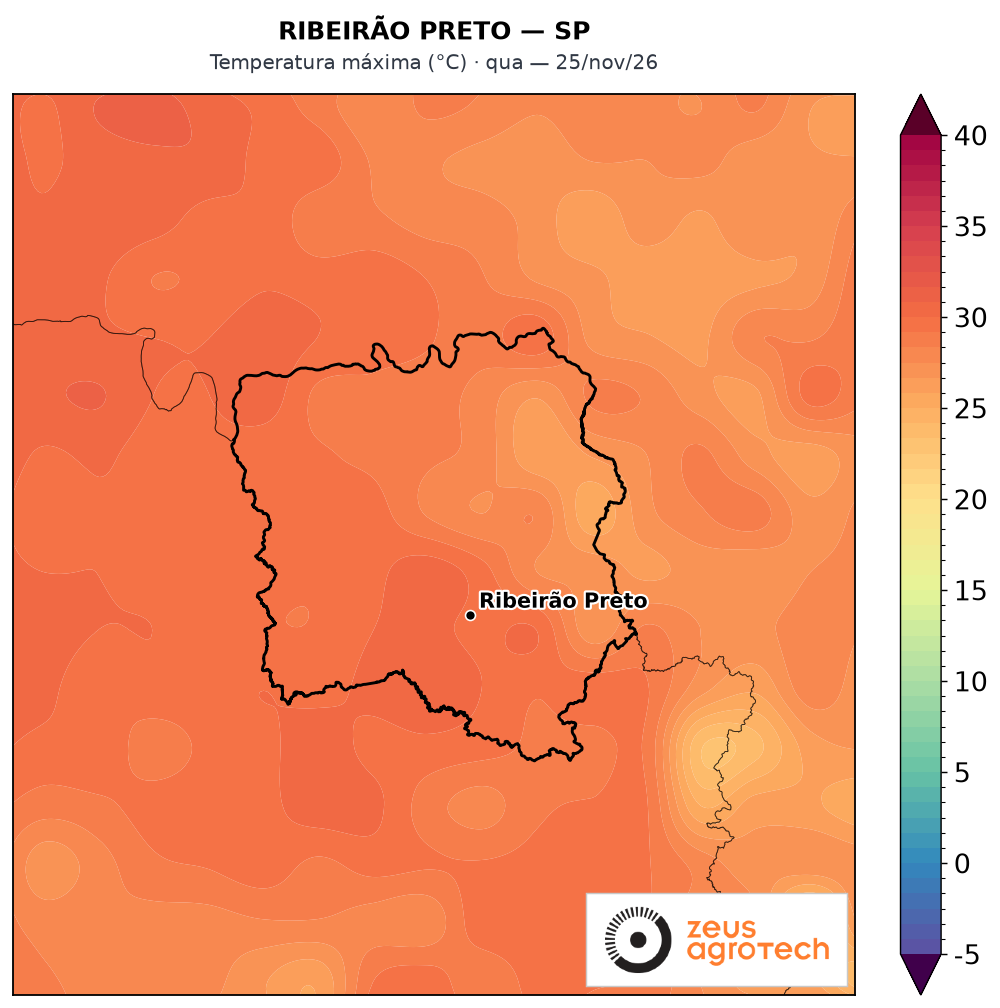 RIBEIRÃO PRETO — SP
Temperatura máxima (°C) · qua — 25/nov/26
40
35
30
25
20
15
10
5
0
-5
Ribeirão Preto
zeus
agrotech